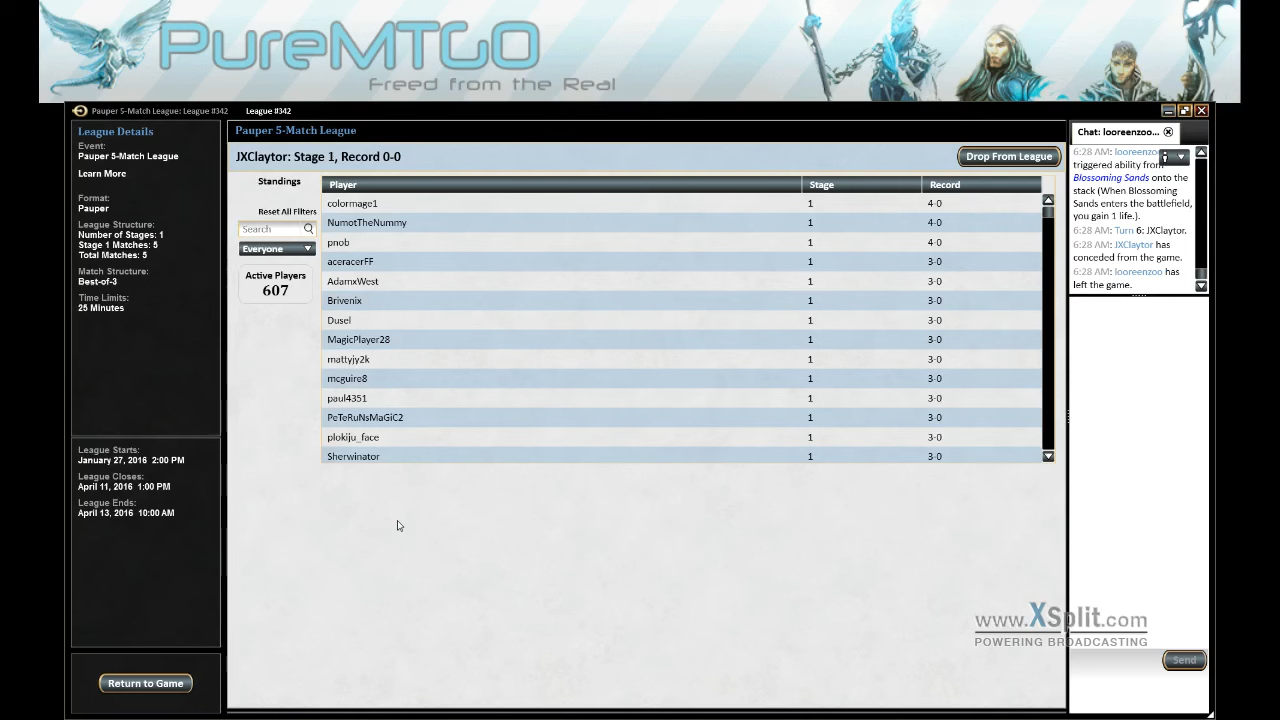 PureMTGO
Freed from the Real
Pauper 5-Match League: League #342
League #342
League Details
Event:
Pauper 5-Match League
Learn More
Format:
Pauper
League Structure:
Number of Stages: 1
Stage 1 Matches: 5
Total Matches: 5
Match Structure:
Best-of-3
Time Limits:
25 Minutes
League Starts:
January 27, 2016 2:00 PM
League Closes:
April 11, 2016 1:00 PM
League Ends:
April 13, 2016 10:00 AM
Return to Game
Pauper 5-Match League
JXClaytor: Stage 1, Record 0-0
Drop From League
Standings
Reset All Filters
Search
Everyone
Active Players
607
Player Stage Record
colormage1 1 4-0
NumotTheNummy 1 4-0
pnob 1 4-0
aceracerFF 1 3-0
AdamxWest 1 3-0
Brivenix 1 3-0
Dusel 1 3-0
MagicPlayer28 1 3-0
mattyjy2k 1 3-0
mcguire8 1 3-0
paul4351 1 3-0
PeTeRuNsMaGiC2 1 3-0
plokiju_face 1 3-0
Sherwinator 1 3-0
Chat: looreenzoo...
6:28 AM: looreenzo
triggered ability from
Blossoming Sands onto the
stack (When Blossoming
Sands enters the battlefield,
you gain 1 life.).
6:28 AM: Turn 6: JXClaytor.
6:28 AM: JXClaytor has
conceded from the game.
6:28 AM: looreenzoo has
left the game.
www.XSplit.com
POWERING BROADCASTING
Send